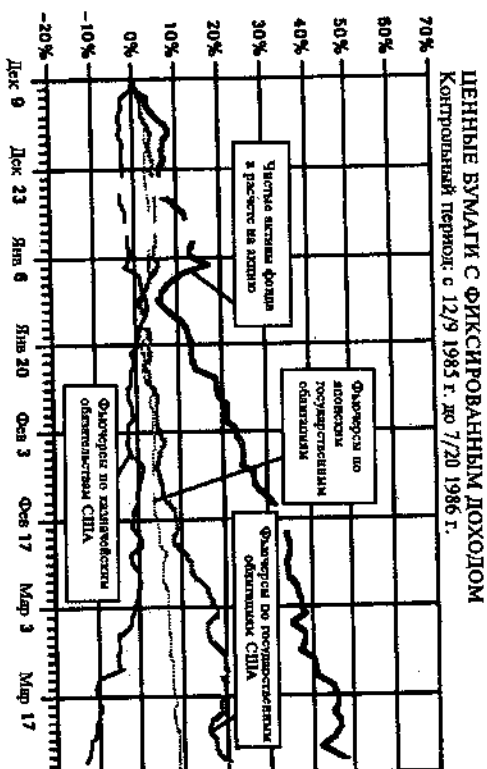 ЦЕННЫЕ БУМАГИ С ФИКСИРОВАННЫМ ДОХОДОМ
Контрольный период: с 12/9 1985 г. до 7/20 1986 г.
70%
60%
50%
40%
30%
20%
10%
0%
-10%
-20%
Чистые активы фонда
в расчете на акцию
Фьючерсы по
японским
государственным
облигациям
Фьючерсы по государственным
облигациям США
Фьючерсы по казначейским
обязательствам США
Дек 9
Дек 23
Янв 6
Янв 20
Фев 3
Фев 17
Мар 3
Мар 17